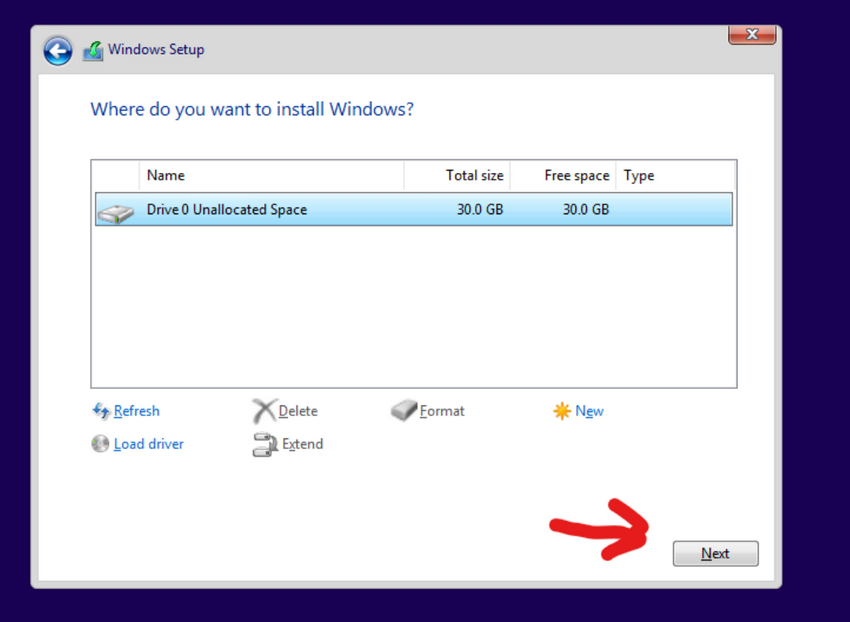 Windows Setup
Where do you want to install Windows?
Name Total size Free space Type
Drive 0 Unallocated Space 30.0 GB 30.0 GB
Refresh Delete Format New
Load driver Extend
Next